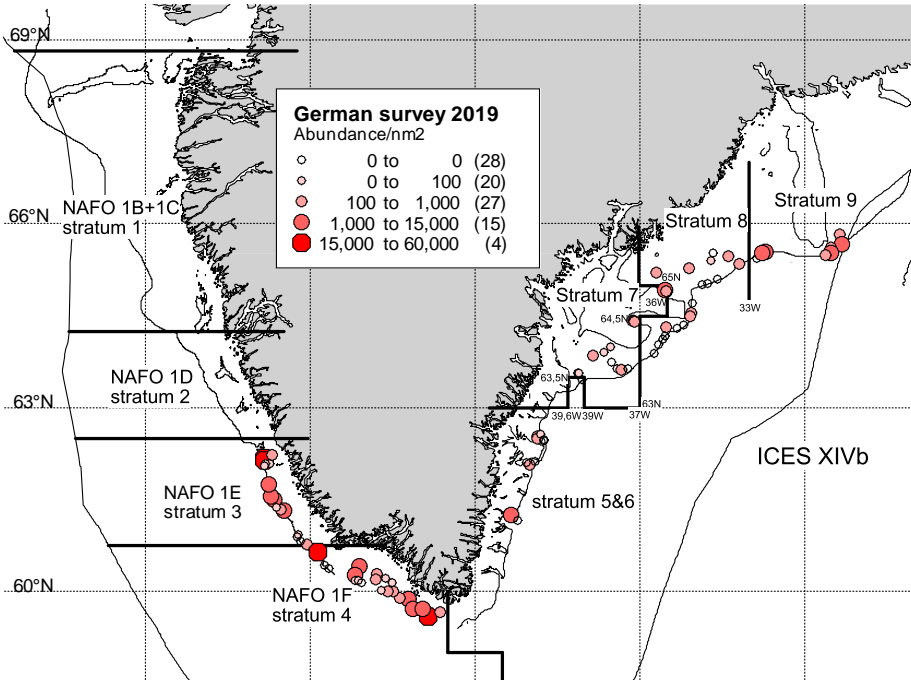 69°N
German survey 2019
Abundance/nm2
0 to 0 (28)
0 to 100 (20)
100 to 1,000 (27)
1,000 to 15,000 (15)
15,000 to 60,000 (4)
NAFO 1B+1C
stratum 1
66°N
Stratum 9
Stratum 8
65N
Stratum 7
36W
33W
64,5N
NAFO 1D
stratum 2
63,5N
63°N
63N
39,6W
39W
37W
ICES XIVb
NAFO 1E
stratum 3
stratum 5&6
60°N
NAFO 1F
stratum 4